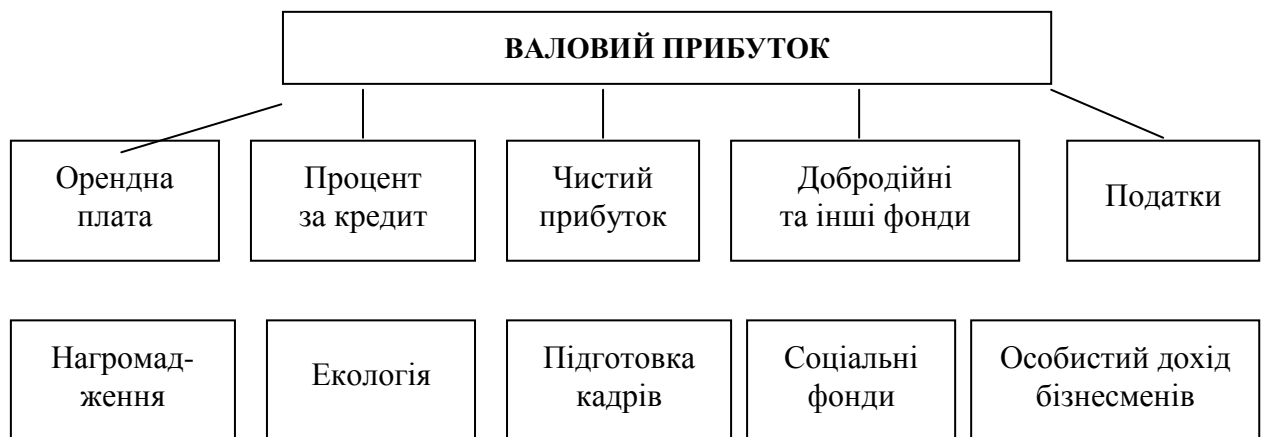 ВАЛОВИЙ ПРИБУТОК
Орендна
плата
Процент
за кредит
Чистий
прибуток
Добродійні
та інші фонди
Податки
Нагромад-
ження
Екологія
Підготовка
кадрів
Соціальні
фонди
Особистий дохід
бізнесменів